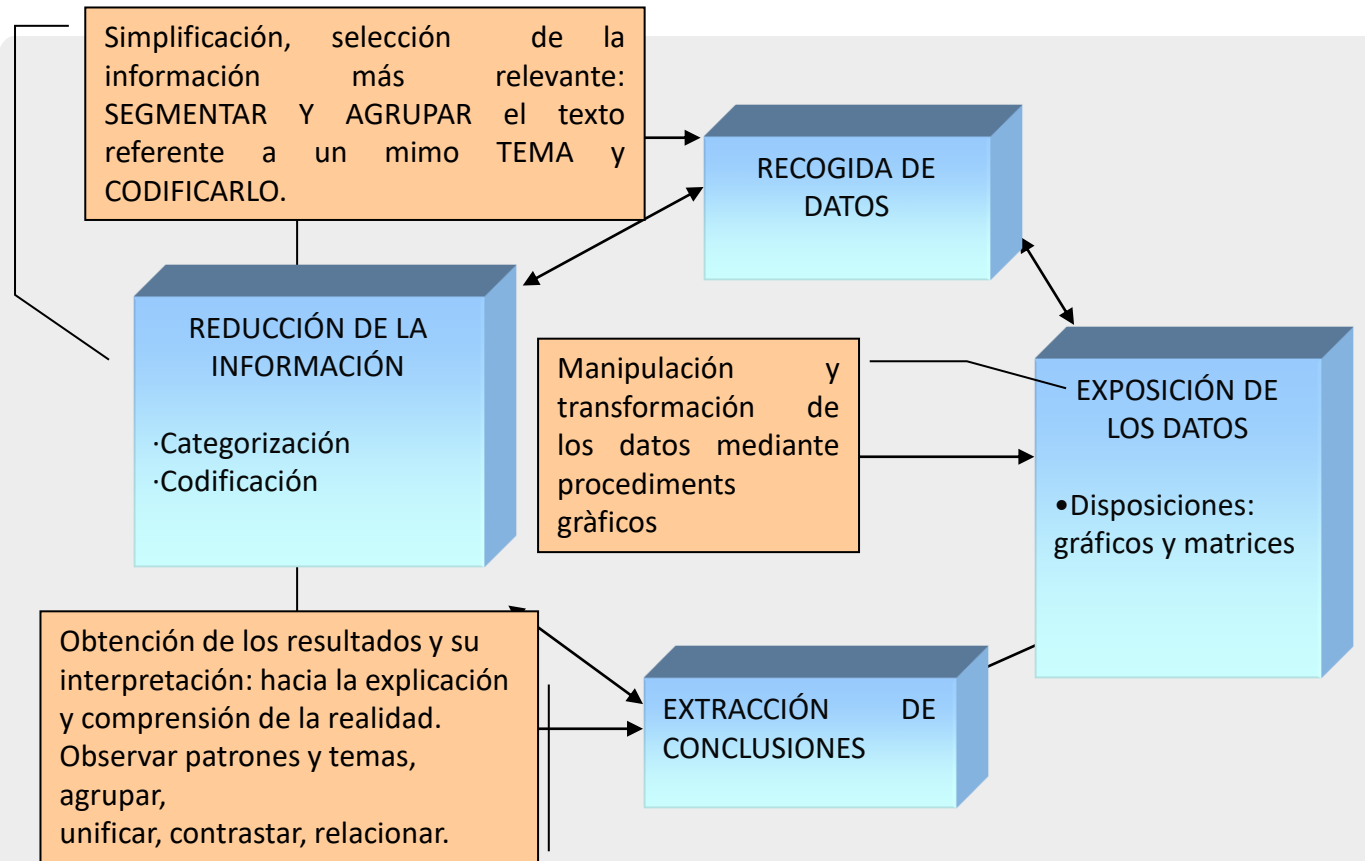 Simplificación, selección de la
información más relevante:
SEGMENTAR Y AGRUPAR el texto
referente a un mimo TEMA y
CODIFICARLO.
RECOGIDA DE
DATOS
REDUCCIÓN DE LA
INFORMACIÓN
·Categorización
·Codificación
Manipulación y
transformación de
los datos mediante
procediments
gràficos
EXPOSICIÓN DE
LOS DATOS
•Disposiciones:
gráficos y matrices
Obtención de los resultados y su
interpretación: hacia la explicación
y comprensión de la realidad.
Observar patrones y temas,
agrupar,
unificar, contrastar, relacionar.
EXTRACCIÓN DE
CONCLUSIONES